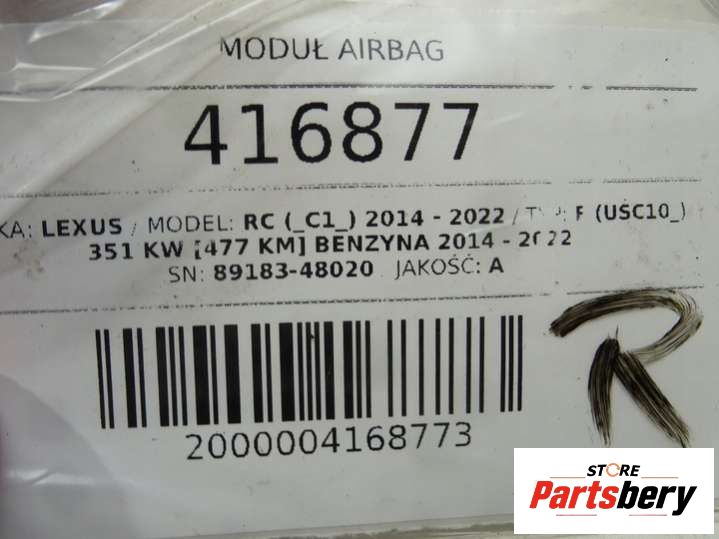 MODUŁ AIRBAG
416877
KA: LEXUS / MODEL: RC (_C1_) 2014 - 2022 / TYP: F (USC10_)
351 KW [477 KM] BENZYNA 2014 - 2022
SN: 89183-48020 JAKOŚĆ: A
2000004168773
R
STORE
Partsbery